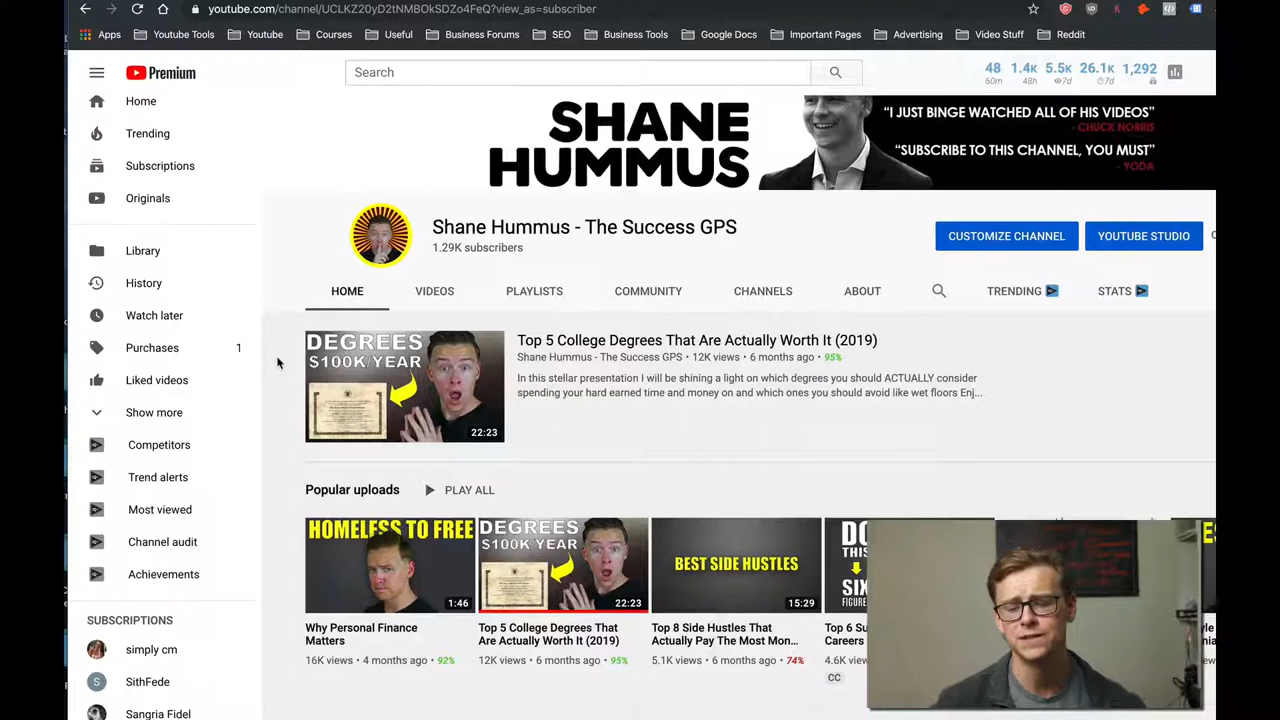 youtube.com/channel/UCLKZ20yD2tNMBOkSDZo4FeQ?view_as=subscriber
Apps Youtube Tools Youtube Courses Useful Business Forums SEO Business Tools Google Docs Important Pages Advertising Video Stuff Reddit
Premium
Search
48 1.4K 5.5K 26.1K 1,292
60m 48h 7d 7d
Home
Trending
Subscriptions
Originals
Library
History
Watch later
Purchases 1
Liked videos
Show more
Competitors
Trend alerts
Most viewed
Channel audit
Achievements
SUBSCRIPTIONS
simply cm
SithFede
Sangria Fidel
SHANE
HUMMUS
“I JUST BINGE WATCHED ALL OF HIS VIDEOS”
- CHUCK NORRIS
“SUBSCRIBE TO THIS CHANNEL, YOU MUST”
- YODA
Shane Hummus - The Success GPS
1.29K subscribers
CUSTOMIZE CHANNEL
YOUTUBE STUDIO
HOME VIDEOS PLAYLISTS COMMUNITY CHANNELS ABOUT TRENDING STATS
DEGREES
$100K/YEAR
22:23
Top 5 College Degrees That Are Actually Worth It (2019)
Shane Hummus - The Success GPS • 12K views • 6 months ago • 95%
In this stellar presentation I will be shining a light on which degrees you should ACTUALLY consider
spending your hard earned time and money on and which ones you should avoid like wet floors Enj...
Popular uploads PLAY ALL
HOMELESS TO FREE
1:46
Why Personal Finance
Matters
16K views • 4 months ago • 92%
DEGREES
$100K/YEAR
22:23
Top 5 College Degrees That
Are Actually Worth It (2019)
12K views • 6 months ago • 95%
BEST SIDE HUSTLES
15:29
Top 8 Side Hustles That
Actually Pay The Most Mon...
5.1K views • 6 months ago • 74%
DO
THIS
SIX
FIGURE
Top 6
Careers
4.6K
CC